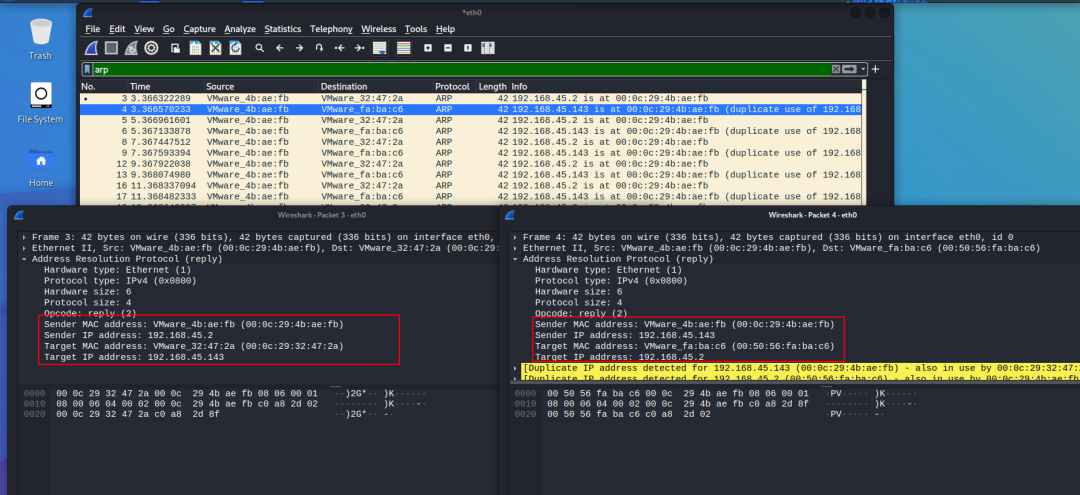 *eth0
File Edit View Go Capture Analyze Statistics Telephony Wireless Tools Help
Trash
File System
Home
arp
No. Time Source Destination Protocol Length Info
3 3.366322289 VMware_4b:ae:fb VMware_32:47:2a ARP 42 192.168.45.2 is at 00:0c:29:4b:ae:fb
4 3.366570233 VMware_4b:ae:fb VMware_fa:ba:c6 ARP 42 192.168.45.143 is at 00:0c:29:4b:ae:fb (duplicate use of 192.168
5 5.366961601 VMware_4b:ae:fb VMware_32:47:2a ARP 42 192.168.45.2 is at 00:0c:29:4b:ae:fb
6 5.367133878 VMware_4b:ae:fb VMware_fa:ba:c6 ARP 42 192.168.45.143 is at 00:0c:29:4b:ae:fb (duplicate use of 192.168
8 7.367447512 VMware_4b:ae:fb VMware_32:47:2a ARP 42 192.168.45.2 is at 00:0c:29:4b:ae:fb
9 7.367593394 VMware_4b:ae:fb VMware_fa:ba:c6 ARP 42 192.168.45.143 is at 00:0c:29:4b:ae:fb (duplicate use of 192.168
12 9.367922038 VMware_4b:ae:fb VMware_32:47:2a ARP 42 192.168.45.2 is at 00:0c:29:4b:ae:fb
13 9.368074980 VMware_4b:ae:fb VMware_fa:ba:c6 ARP 42 192.168.45.143 is at 00:0c:29:4b:ae:fb (duplicate use of 192.168
16 11.368337094 VMware_4b:ae:fb VMware_32:47:2a ARP 42 192.168.45.2 is at 00:0c:29:4b:ae:fb
17 11.368482333 VMware_4b:ae:fb VMware_fa:ba:c6 ARP 42 192.168.45.143 is at 00:0c:29:4b:ae:fb (duplicate use of 192.168
Wireshark · Packet 3 · eth0
Frame 3: 42 bytes on wire (336 bits), 42 bytes captured (336 bits) on interface eth0,
Ethernet II, Src: VMware_4b:ae:fb (00:0c:29:4b:ae:fb), Dst: VMware_32:47:2a (00:0c:29:
Address Resolution Protocol (reply)
Hardware type: Ethernet (1)
Protocol type: IPv4 (0x0800)
Hardware size: 6
Protocol size: 4
Opcode: reply (2)
Sender MAC address: VMware_4b:ae:fb (00:0c:29:4b:ae:fb)
Sender IP address: 192.168.45.2
Target MAC address: VMware_32:47:2a (00:0c:29:32:47:2a)
Target IP address: 192.168.45.143
0000 00 0c 29 32 47 2a 00 0c 29 4b ae fb 08 06 00 01 ··)2G*·· )K······
0010 08 00 06 04 00 02 00 0c 29 4b ae fb c0 a8 2d 02 ········ )K····-·
0020 00 0c 29 32 47 2a c0 a8 2d 8f ··)2G*·· -·
Wireshark · Packet 4 · eth0
Frame 4: 42 bytes on wire (336 bits), 42 bytes captured (336 bits) on interface eth0, id 0
Ethernet II, Src: VMware_4b:ae:fb (00:0c:29:4b:ae:fb), Dst: VMware_fa:ba:c6 (00:50:56:fa:ba:c6)
Address Resolution Protocol (reply)
Hardware type: Ethernet (1)
Protocol type: IPv4 (0x0800)
Hardware size: 6
Protocol size: 4
Opcode: reply (2)
Sender MAC address: VMware_4b:ae:fb (00:0c:29:4b:ae:fb)
Sender IP address: 192.168.45.143
Target MAC address: VMware_fa:ba:c6 (00:50:56:fa:ba:c6)
Target IP address: 192.168.45.2
[Duplicate IP address detected for 192.168.45.143 (00:0c:29:4b:ae:fb) - also in use by 00:0c:29:32:47:
[Duplicate IP address detected for 192.168.45.2 (00:50:56:fa:ba:c6) - also in use by 00:0c:29:4b:ae:
0000 00 50 56 fa ba c6 00 0c 29 4b ae fb 08 06 00 01 ·PV····· )K······
0010 08 00 06 04 00 02 00 0c 29 4b ae fb c0 a8 2d 8f ········ )K····-·
0020 00 50 56 fa ba c6 c0 a8 2d 02 ·PV····· -·